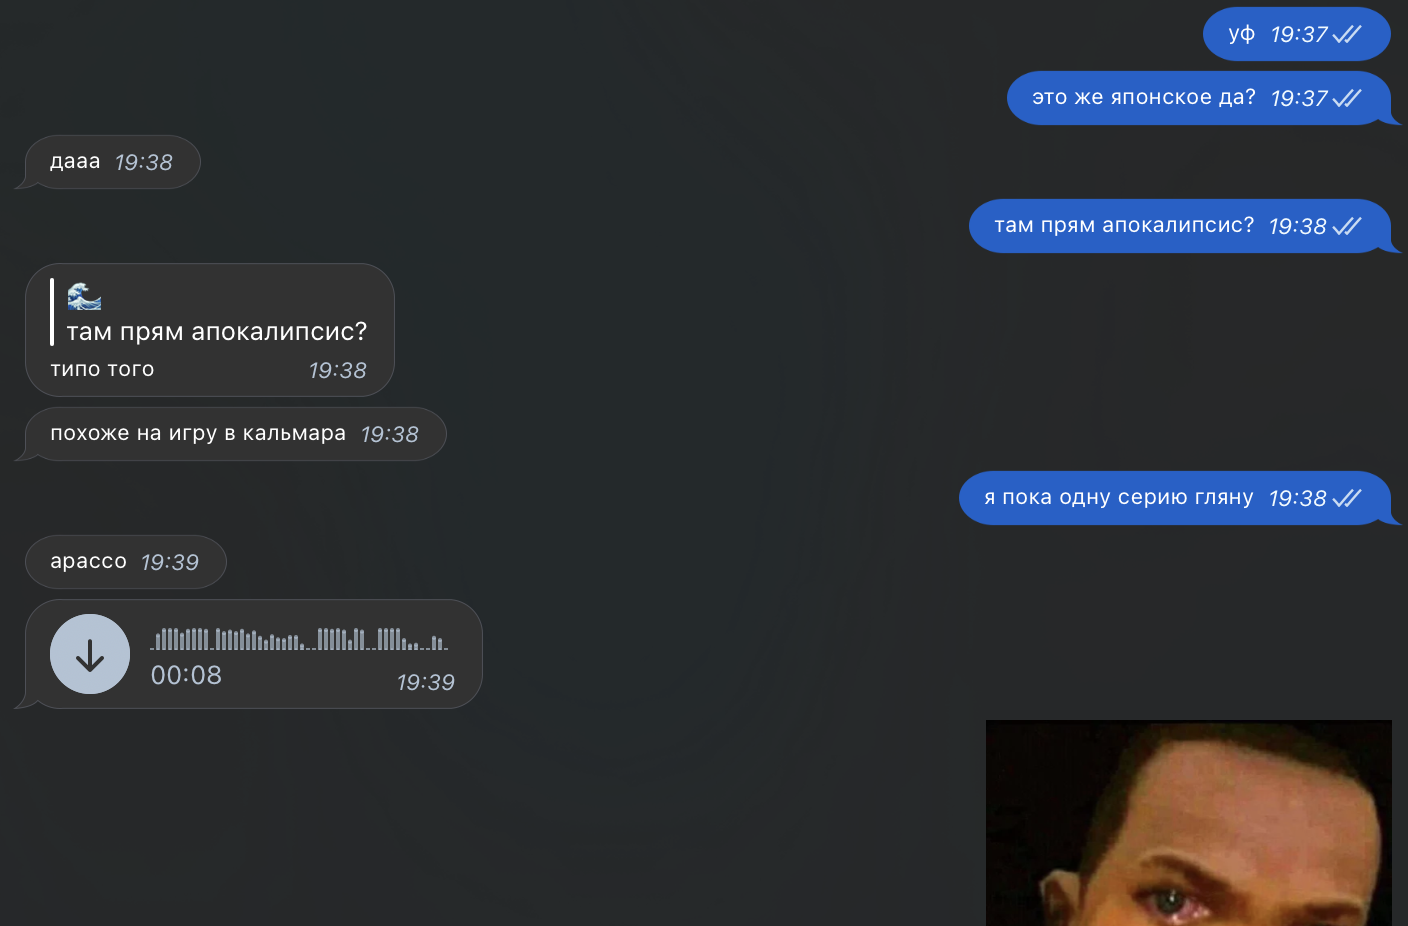 уф 19:37
это же японское да? 19:37
дааа 19:38
там прям апокалипсис? 19:38
🌊
там прям апокалипсис?
типо того 19:38
похоже на игру в кальмара 19:38
я пока одну серию гляну 19:38
арассо 19:39
00:08 19:39